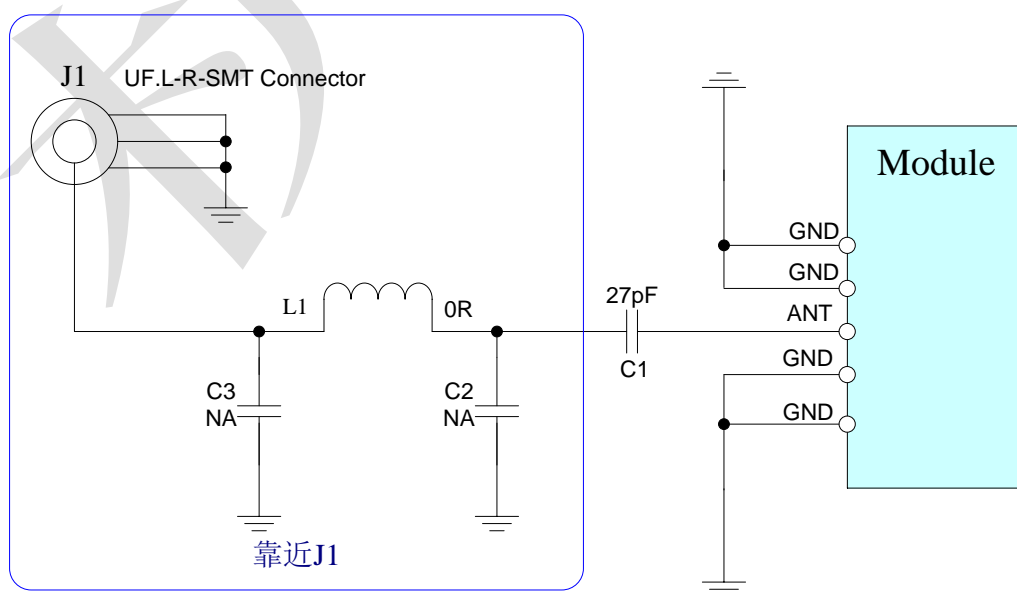 J1 UF.L-R-SMT Connector
Module
GND
GND
27pF
ANT
L1 0R
C1
GND
C3
NA
C2
NA
GND
靠近J1